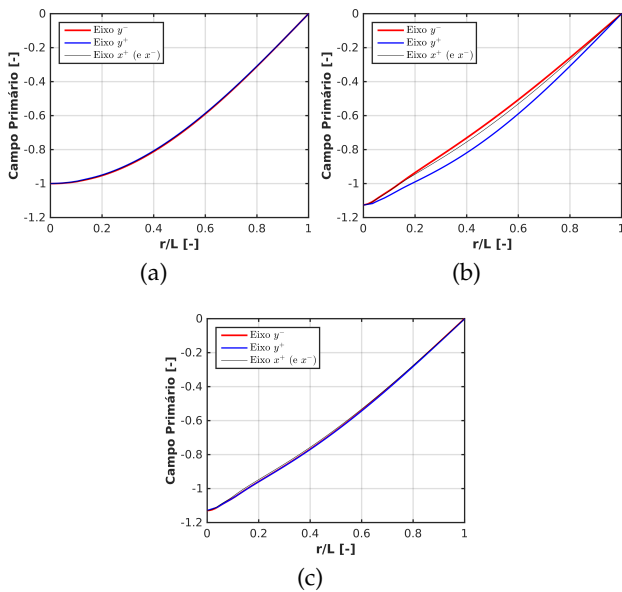 0
-0.2
-0.4
-0.6
-0.8
-1
-1.2
Campo Primário [-]
Eixo y⁻
Eixo y⁺
Eixo x⁺ (e x⁻)
0 0.2 0.4 0.6 0.8 1
r/L [-]
(a)
0
-0.2
-0.4
-0.6
-0.8
-1
-1.2
Campo Primário [-]
Eixo y⁻
Eixo y⁺
Eixo x⁺ (e x⁻)
0 0.2 0.4 0.6 0.8 1
r/L [-]
(b)
0
-0.2
-0.4
-0.6
-0.8
-1
-1.2
Campo Primário [-]
Eixo y⁻
Eixo y⁺
Eixo x⁺ (e x⁻)
0 0.2 0.4 0.6 0.8 1
r/L [-]
(c)